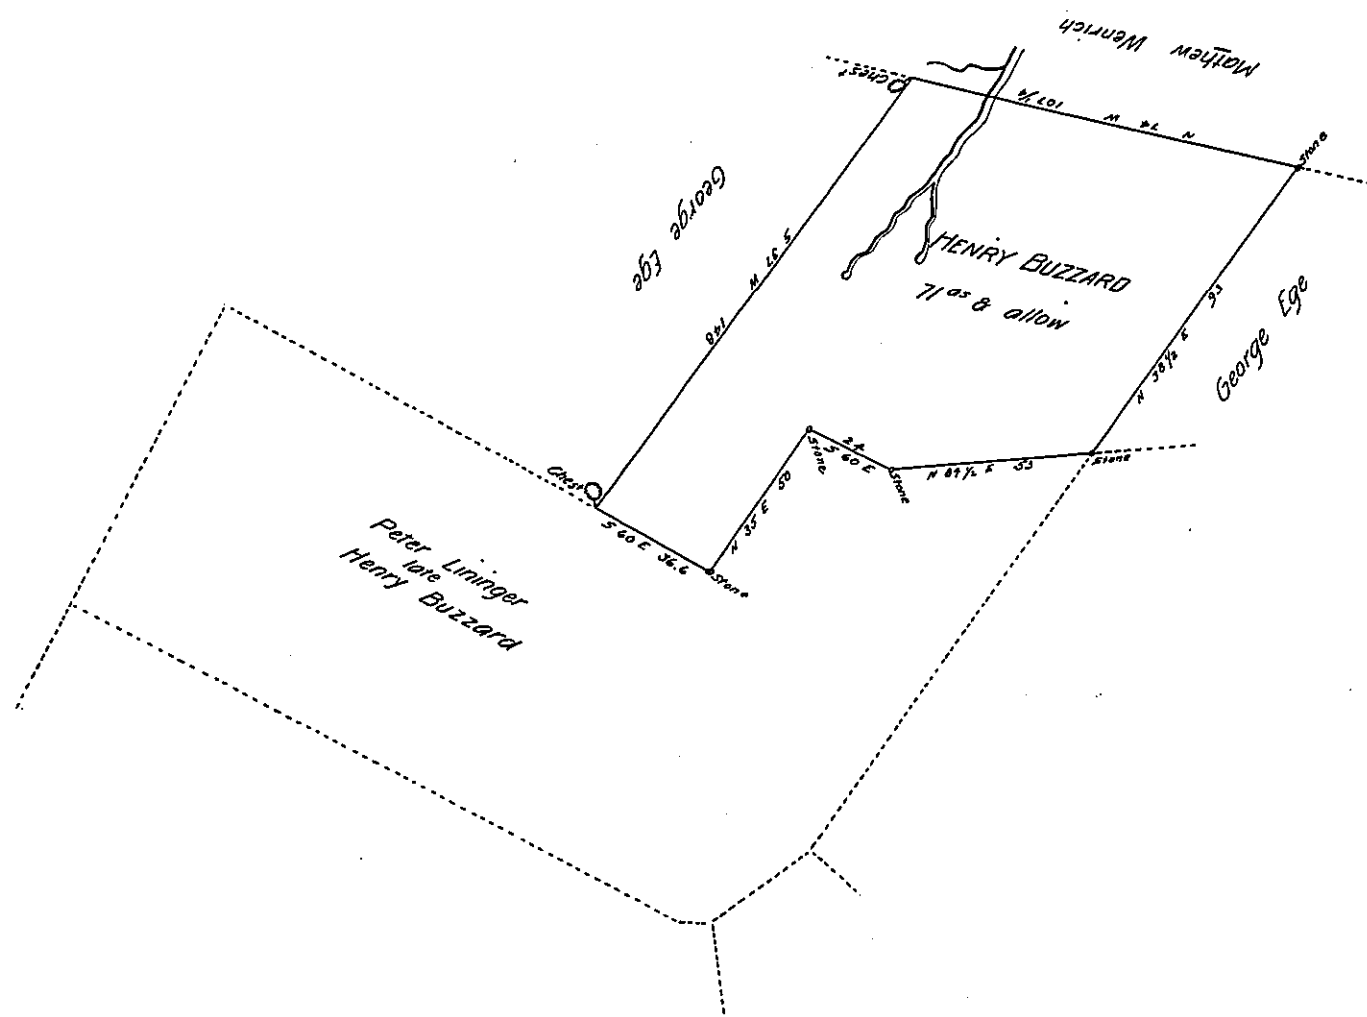 Mathew Wenrich
Chest
N 74 W 107 1/4
Stone
George Ege
S 37 W 148
HENRY BUZZARD
71 as & allow
N 38 1/2 E 93
George Ege
24
S 60 E
Stone
Stone
N 87 1/2 E 53
Stone
Chest
N 35 E 50
S 60 E 36.6
Stone
Peter Lininger
late
Henry Buzzard